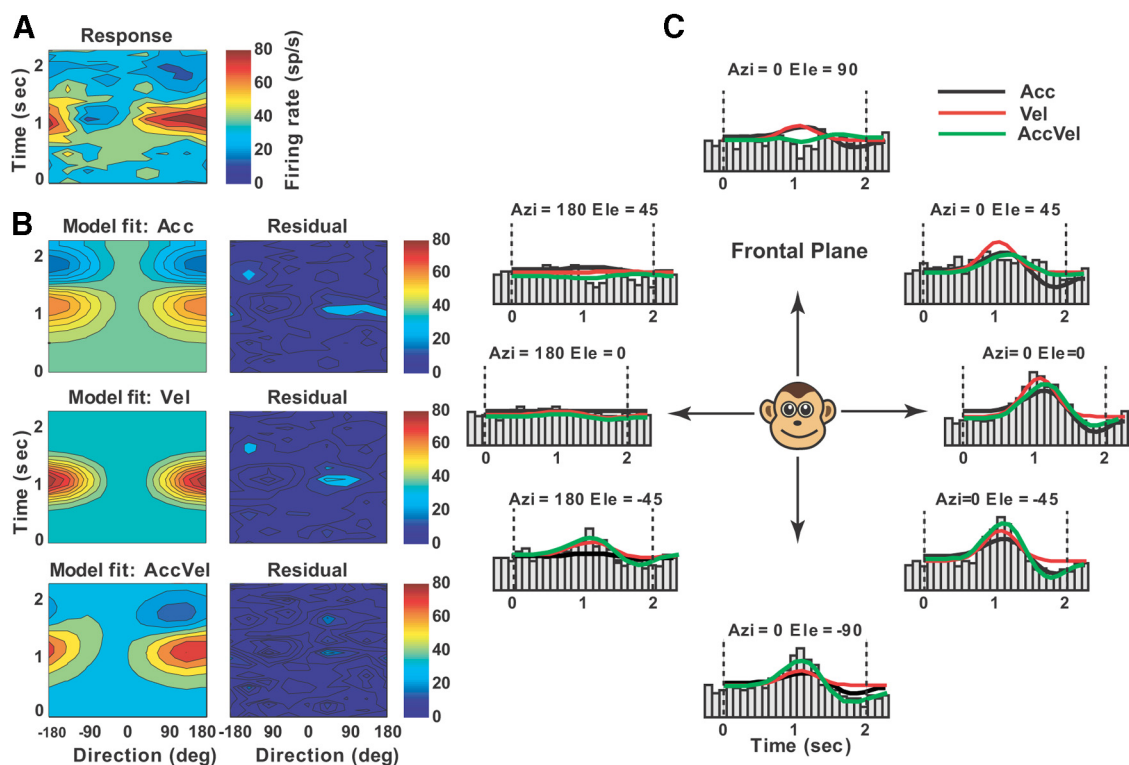 A
Response
2
1
0
Time (sec)
80
60
40
20
0
Firing rate (sp/s)
B
Model fit: Acc
Residual
2
1
0
80
60
40
20
0
Model fit: Vel
Residual
2
1
0
Time (sec)
80
60
40
20
0
Model fit: AccVel
Residual
2
1
0
80
60
40
20
0
-180 -90 0 90 180
-180 -90 0 90 180
Direction (deg)
Direction (deg)
C
Acc
Vel
AccVel
Azi = 0 Ele = 90
0 1 2
Azi = 180 Ele = 45
0 1 2
Frontal Plane
Azi = 0 Ele = 45
0 1 2
Azi = 180 Ele = 0
0 1 2
Azi= 0 Ele=0
0 1 2
Azi = 180 Ele = -45
0 1 2
Azi=0 Ele = -45
0 1 2
Azi = 0 Ele = -90
0 1 2
Time (sec)